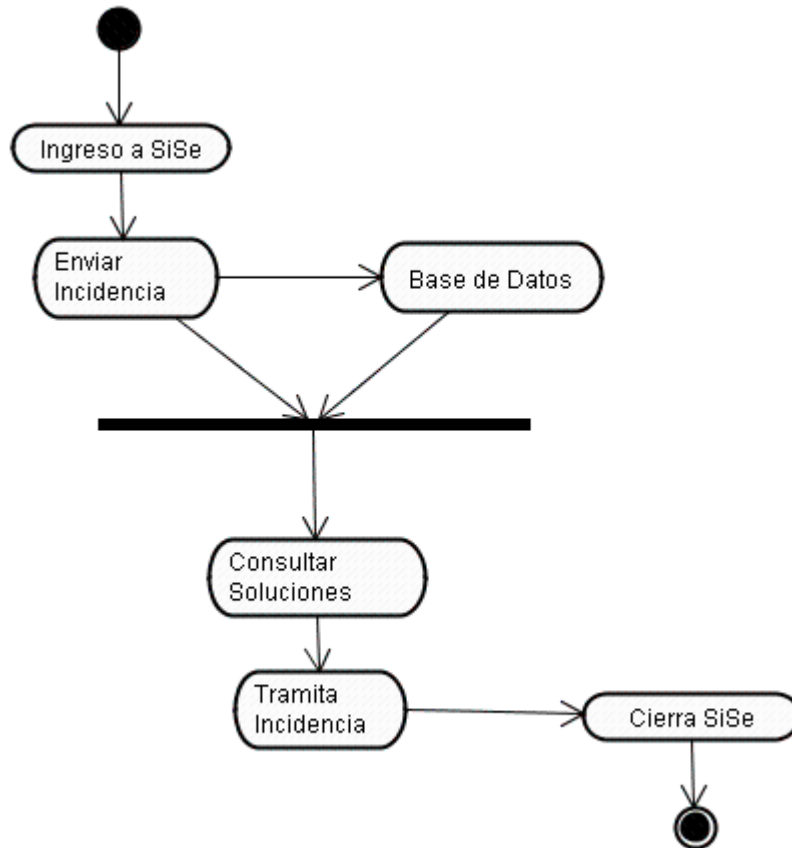 Ingreso a SiSe
Enviar
Incidencia
Base de Datos
Consultar
Soluciones
Tramita
Incidencia
Cierra SiSe